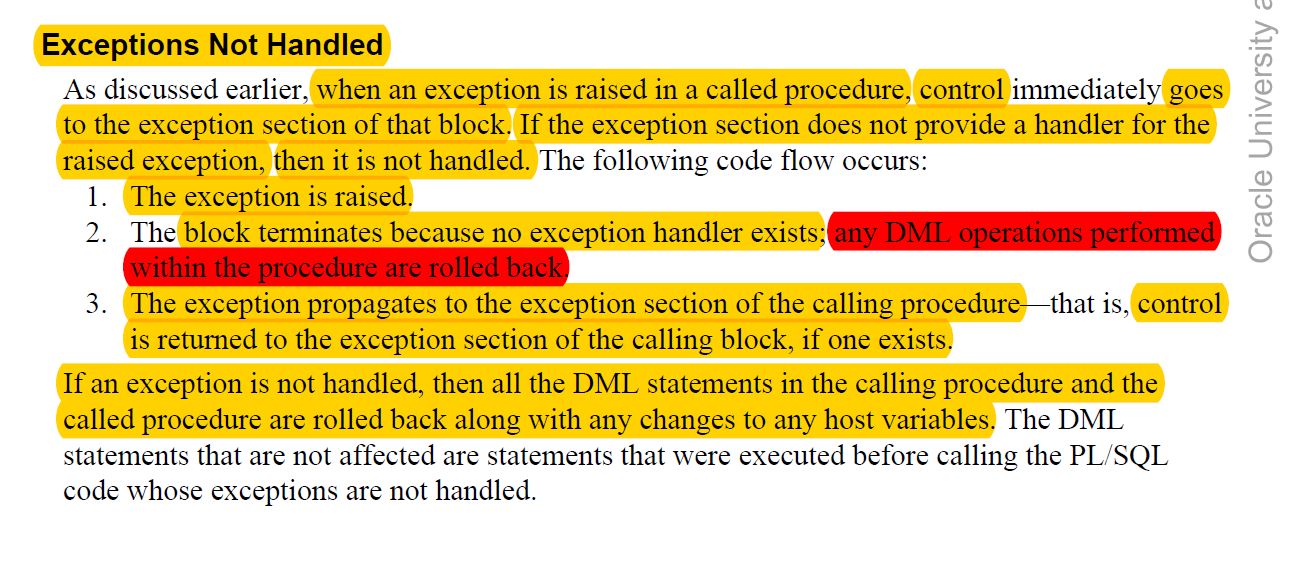 Exceptions Not Handled
As discussed earlier, when an exception is raised in a called procedure, control immediately goes
to the exception section of that block. If the exception section does not provide a handler for the
raised exception, then it is not handled. The following code flow occurs:
1. The exception is raised.
2. The block terminates because no exception handler exists; any DML operations performed
within the procedure are rolled back.
3. The exception propagates to the exception section of the calling procedure—that is, control
is returned to the exception section of the calling block, if one exists.
If an exception is not handled, then all the DML statements in the calling procedure and the
called procedure are rolled back along with any changes to any host variables. The DML
statements that are not affected are statements that were executed before calling the PL/SQL
code whose exceptions are not handled.
Oracle University